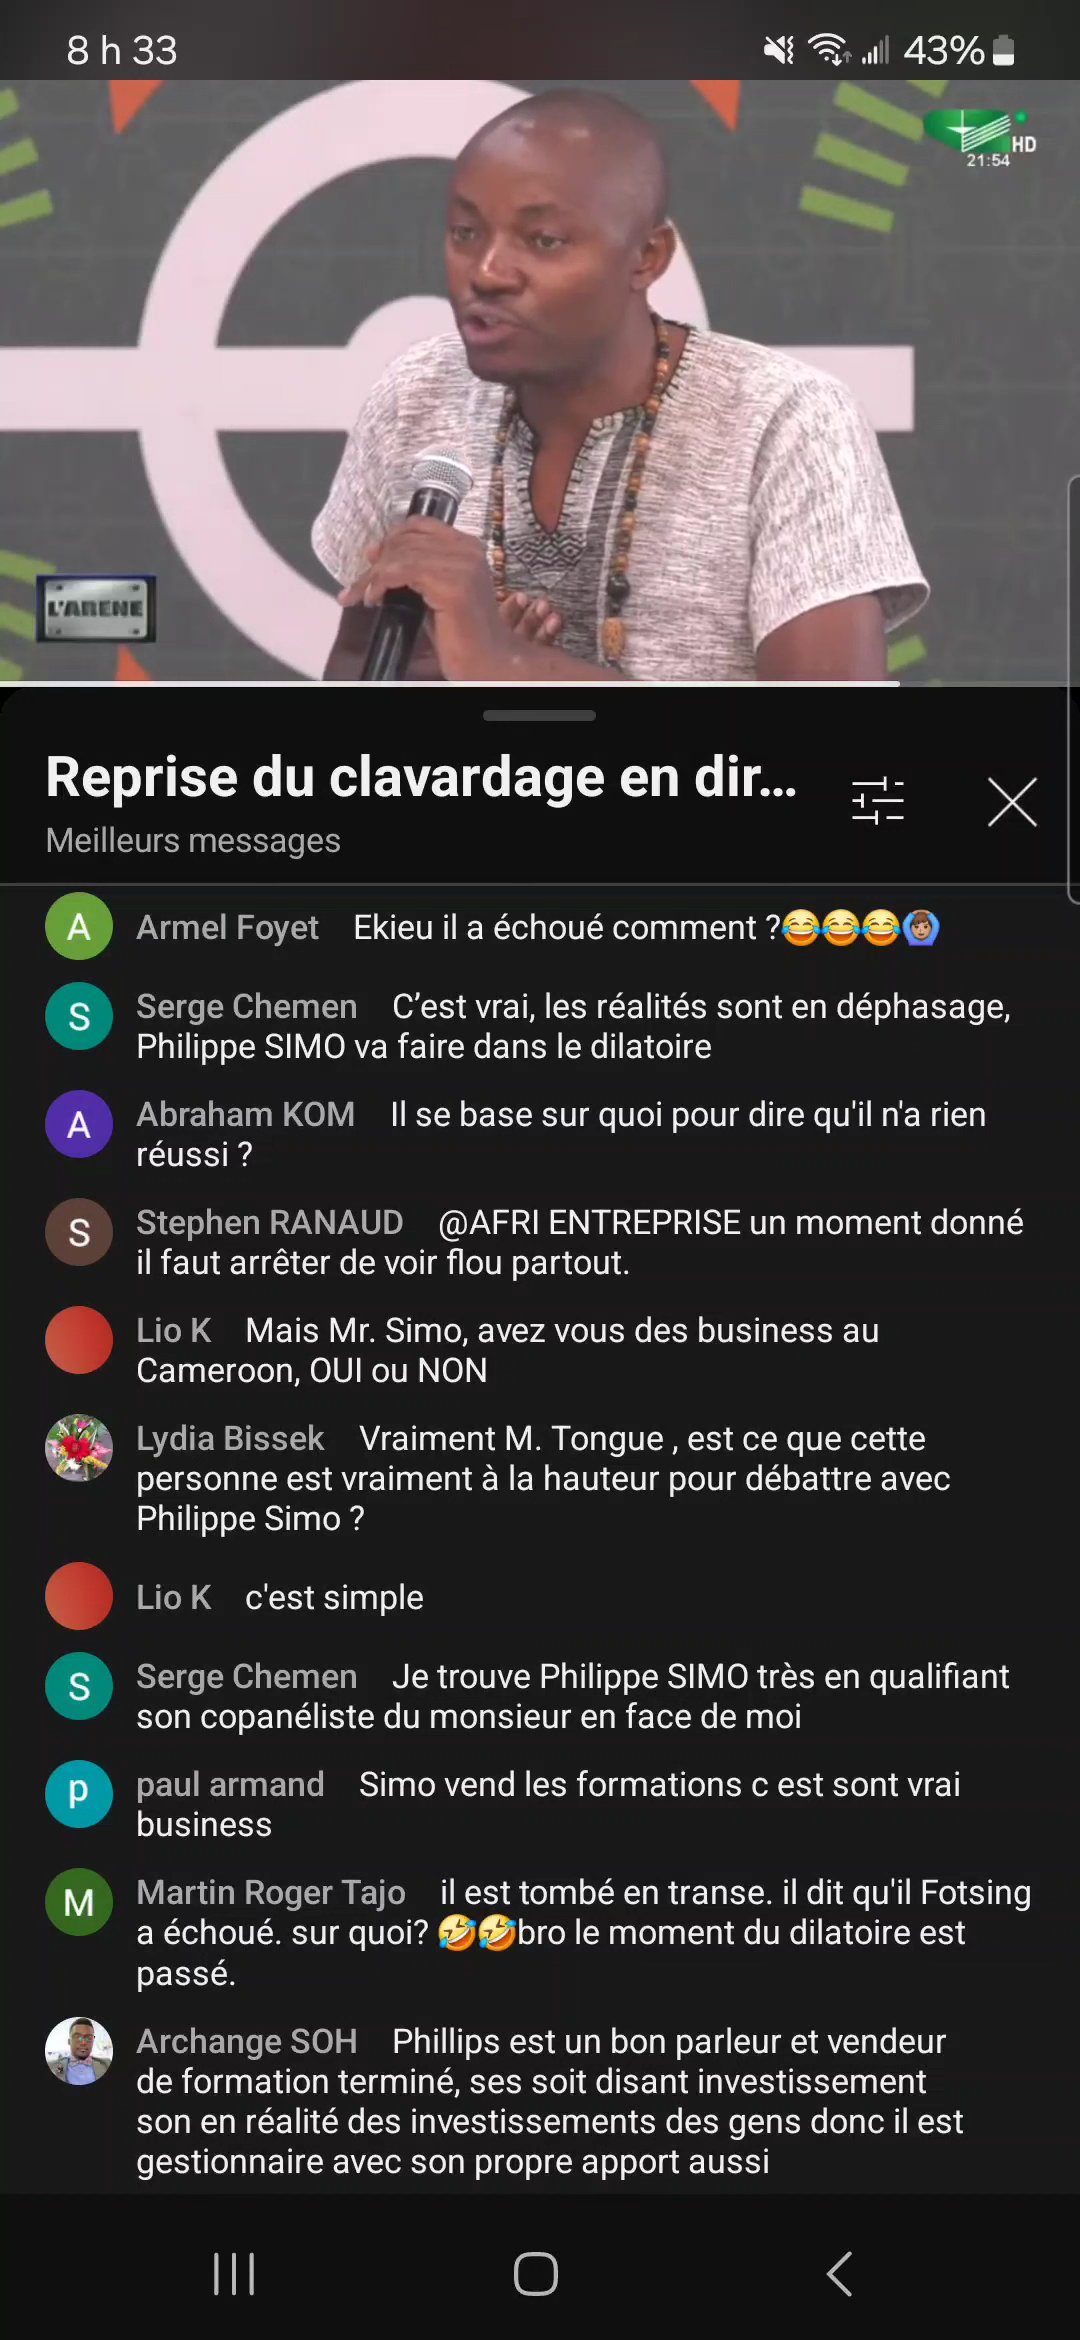 8 h 33
43%
HD
21:54
L'ARENE
Reprise du clavardage en dir...
Meilleurs messages
A
Armel Foyet Ekieu il a échoué comment ?😂😂😂🙆🏽‍♂️
S
Serge Chemen C’est vrai, les réalités sont en déphasage,
Philippe SIMO va faire dans le dilatoire
A
Abraham KOM Il se base sur quoi pour dire qu'il n'a rien
réussi ?
S
Stephen RANAUD @AFRI ENTREPRISE un moment donné
il faut arrêter de voir flou partout.
Lio K Mais Mr. Simo, avez vous des business au
Cameroon, OUI ou NON
Lydia Bissek Vraiment M. Tongue , est ce que cette
personne est vraiment à la hauteur pour débattre avec
Philippe Simo ?
Lio K c'est simple
S
Serge Chemen Je trouve Philippe SIMO très en qualifiant
son copanéliste du monsieur en face de moi
p
paul armand Simo vend les formations c est sont vrai
business
M
Martin Roger Tajo il est tombé en transe. il dit qu'il Fotsing
a échoué. sur quoi? 🤣🤣bro le moment du dilatoire est
passé.
Archange SOH Phillips est un bon parleur et vendeur
de formation terminé, ses soit disant investissement
son en réalité des investissements des gens donc il est
gestionnaire avec son propre apport aussi